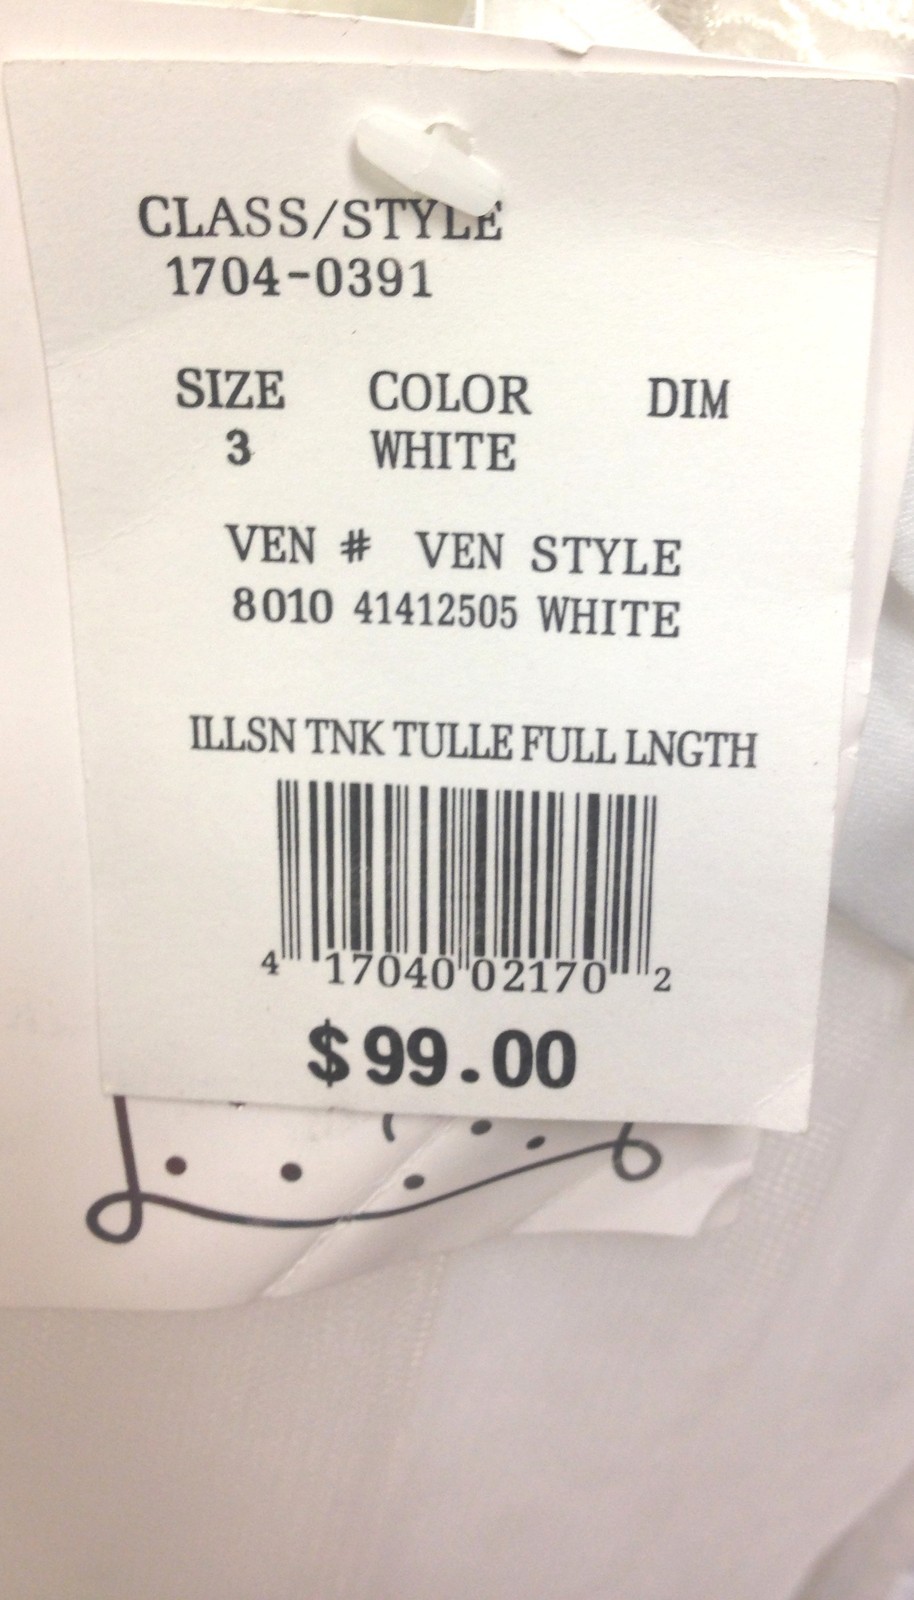 CLASS/STYLE
1704-0391
SIZE COLOR DIM
3 WHITE
VEN # VEN STYLE
8010 41412505 WHITE
ILLSN TNK TULLE FULL LNGTH
4 17040 02170 2
$99.00